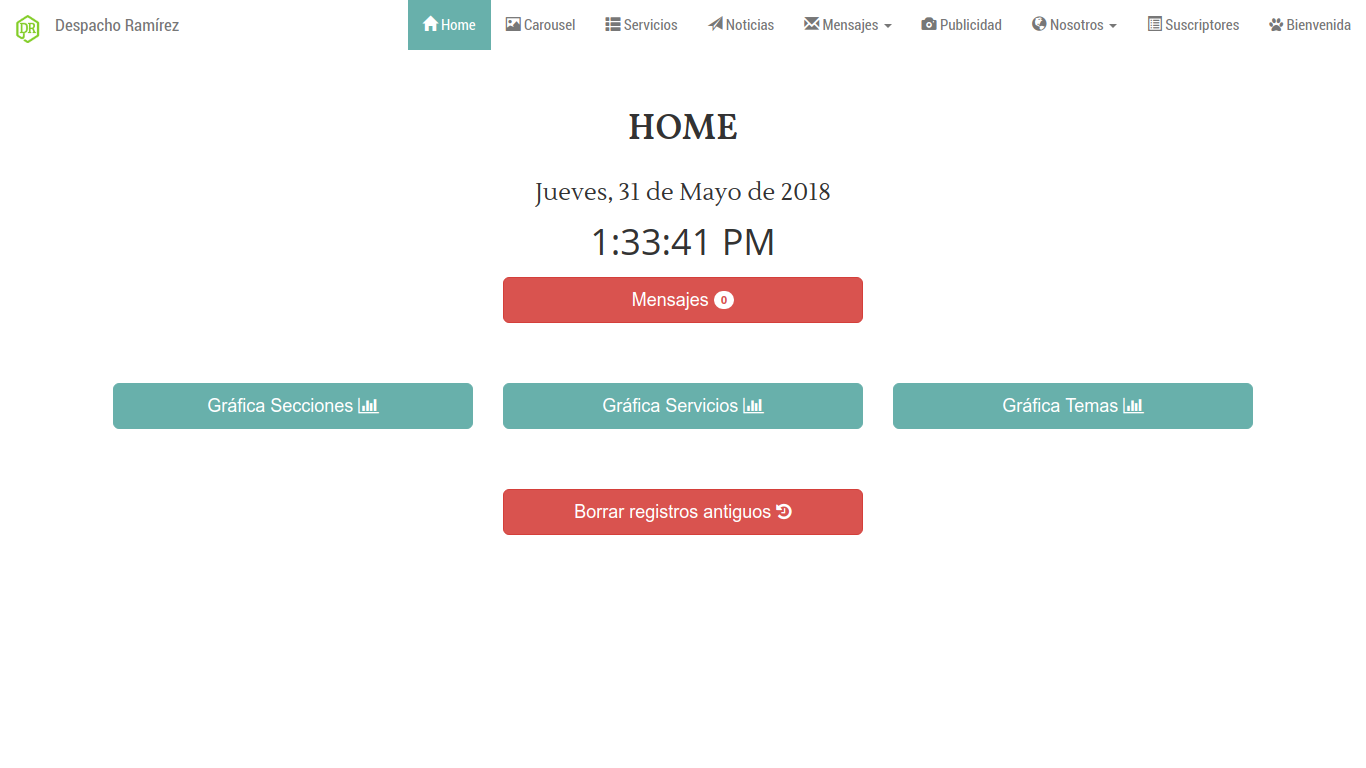 DR Despacho Ramírez Home Carousel Servicios Noticias Mensajes Publicidad Nosotros Suscriptores Bienvenida
HOME
Jueves, 31 de Mayo de 2018
1:33:41 PM
Mensajes 0
Gráfica Secciones Gráfica Servicios Gráfica Temas
Borrar registros antiguos